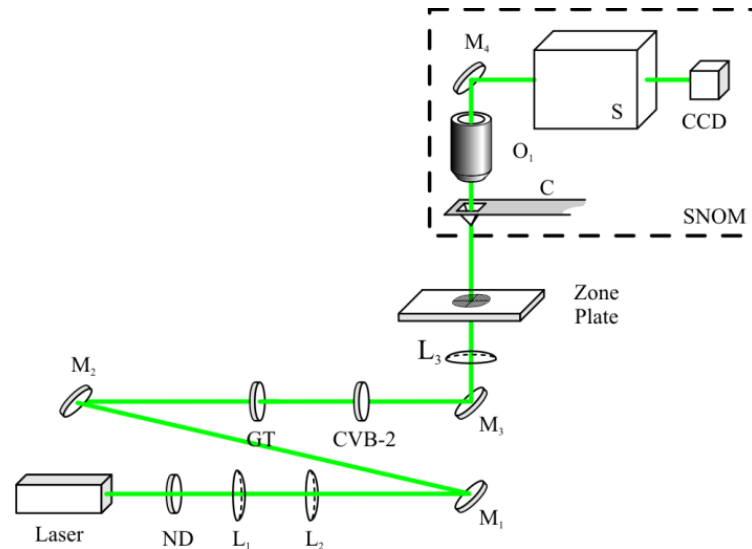 M₄
S
CCD
O₁
C
SNOM
Zone
Plate
L₃
M₂
GT
CVB-2
M₃
Laser
ND
L₁
L₂
M₁